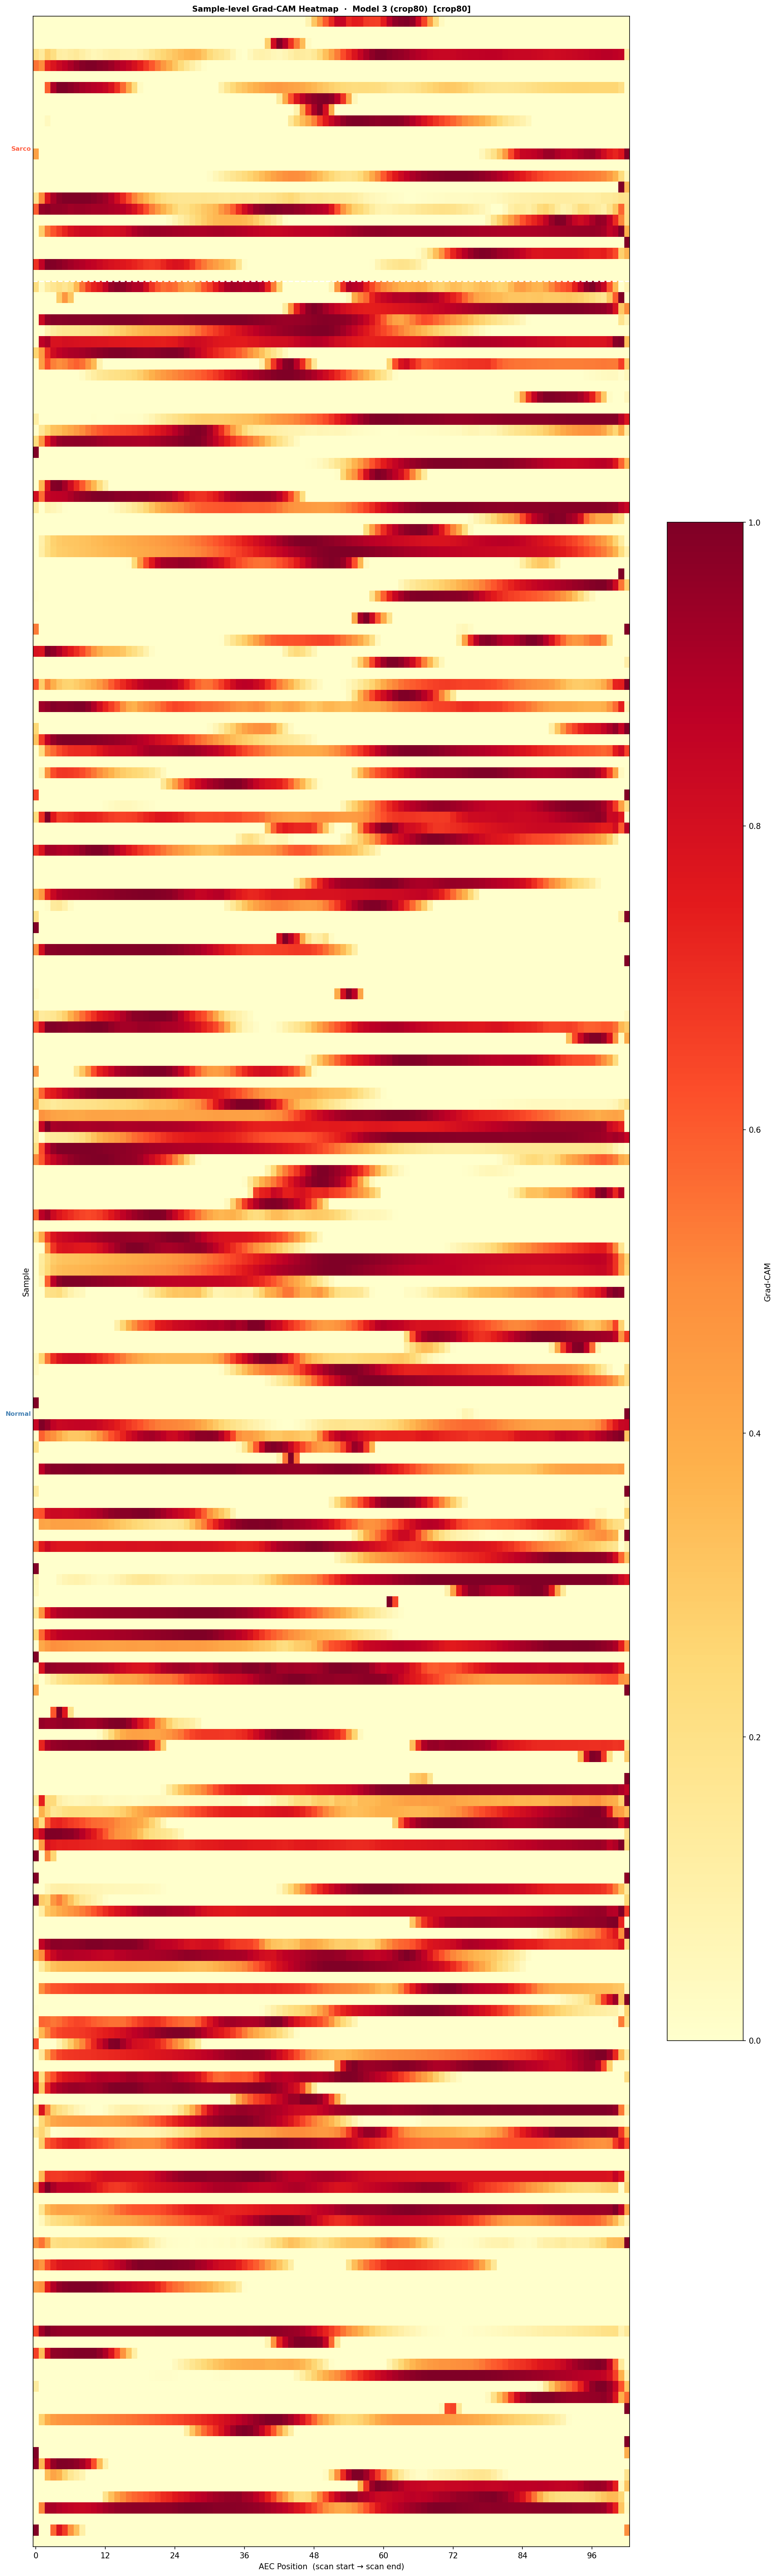 Sample-level Grad-CAM Heatmap · Model 3 (crop80) [crop80]
Sarco
Normal
Sample
0 12 24 36 48 60 72 84 96
AEC Position (scan start → scan end)
1.0
0.8
0.6
0.4
0.2
0.0
Grad-CAM